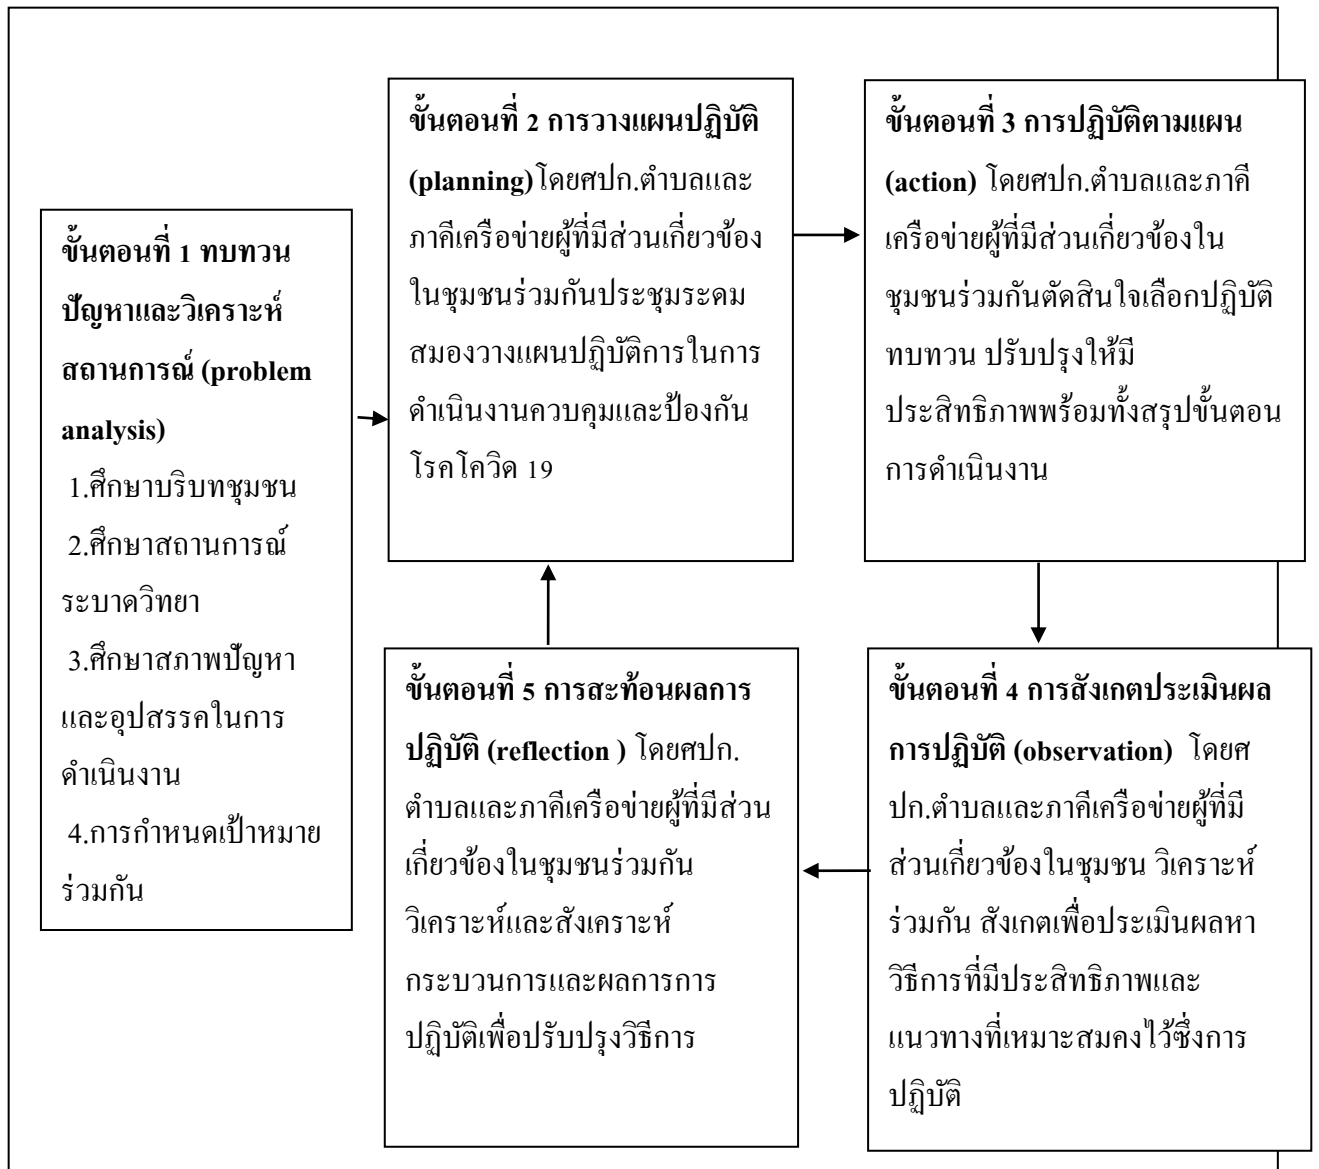 ขั้นตอนที่ 1 ทบทวน
ปัญหาและวิเคราะห์
สถานการณ์ (problem
analysis)
1.ศึกษาบริบทชุมชน
2.ศึกษาสถานการณ์
ระบาดวิทยา
3.ศึกษาสภาพปัญหา
และอุปสรรคในการ
ดำเนินงาน
4.การกำหนดเป้าหมาย
ร่วมกัน
ขั้นตอนที่ 2 การวางแผนปฏิบัติ
(planning)โดยศปก.ตำบลและ
ภาคีเครือข่ายผู้ที่มีส่วนเกี่ยวข้อง
ในชุมชนร่วมกันประชุมระดม
สมองวางแผนปฏิบัติการในการ
ดำเนินงานควบคุมและป้องกัน
โรคโควิด 19
ขั้นตอนที่ 3 การปฏิบัติตามแผน
(action) โดยศปก.ตำบลและภาคี
เครือข่ายผู้ที่มีส่วนเกี่ยวข้องใน
ชุมชนร่วมกันตัดสินใจเลือกปฏิบัติ
ทบทวน ปรับปรุงให้มี
ประสิทธิภาพพร้อมทั้งสรุปขั้นตอน
การดำเนินงาน
ขั้นตอนที่ 4 การสังเกตประเมินผล
การปฏิบัติ (observation) โดยศ
ปก.ตำบลและภาคีเครือข่ายผู้ที่มี
ส่วนเกี่ยวข้องในชุมชน วิเคราะห์
ร่วมกัน สังเกตเพื่อประเมินผลหา
วิธีการที่มีประสิทธิภาพและ
แนวทางที่เหมาะสมคงไว้ซึ่งการ
ปฏิบัติ
ขั้นตอนที่ 5 การสะท้อนผลการ
ปฏิบัติ (reflection ) โดยศปก.
ตำบลและภาคีเครือข่ายผู้ที่มีส่วน
เกี่ยวข้องในชุมชนร่วมกัน
วิเคราะห์และสังเคราะห์
กระบวนการและผลการการ
ปฏิบัติเพื่อปรับปรุงวิธีการ